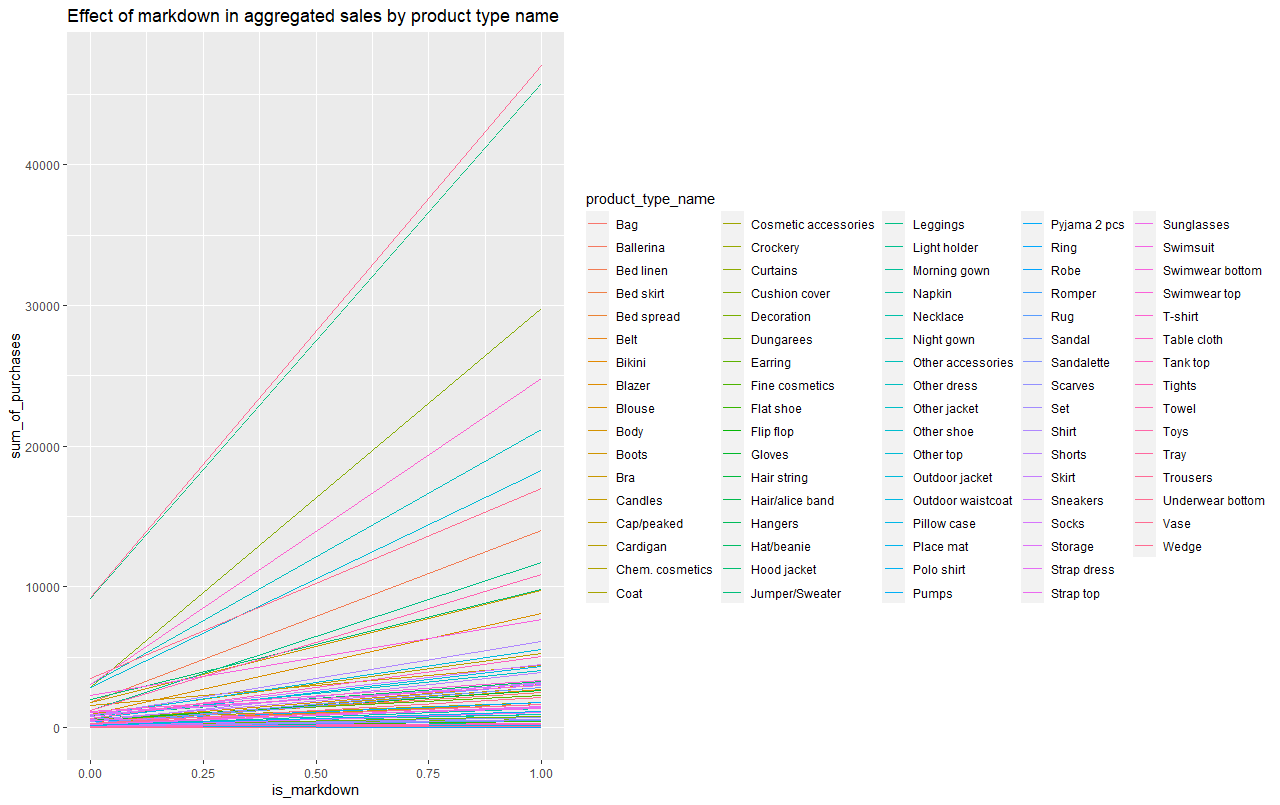 Effect of markdown in aggregated sales by product type name
sum_of_purchases
40000
30000
20000
10000
0
0.00 0.25 0.50 0.75 1.00
is_markdown
product_type_name
Bag
Ballerina
Bed linen
Bed skirt
Bed spread
Belt
Bikini
Blazer
Blouse
Body
Boots
Bra
Candles
Cap/peaked
Cardigan
Chem. cosmetics
Coat
Cosmetic accessories
Crockery
Curtains
Cushion cover
Decoration
Dungarees
Earring
Fine cosmetics
Flat shoe
Flip flop
Gloves
Hair string
Hair/alice band
Hangers
Hat/beanie
Hood jacket
Jumper/Sweater
Leggings
Light holder
Morning gown
Napkin
Necklace
Night gown
Other accessories
Other dress
Other jacket
Other shoe
Other top
Outdoor jacket
Outdoor waistcoat
Pillow case
Place mat
Polo shirt
Pumps
Pyjama 2 pcs
Ring
Robe
Romper
Rug
Sandal
Sandalette
Scarves
Set
Shirt
Shorts
Skirt
Sneakers
Socks
Storage
Strap dress
Strap top
Sunglasses
Swimsuit
Swimwear bottom
Swimwear top
T-shirt
Table cloth
Tank top
Tights
Towel
Toys
Tray
Trousers
Underwear bottom
Vase
Wedge